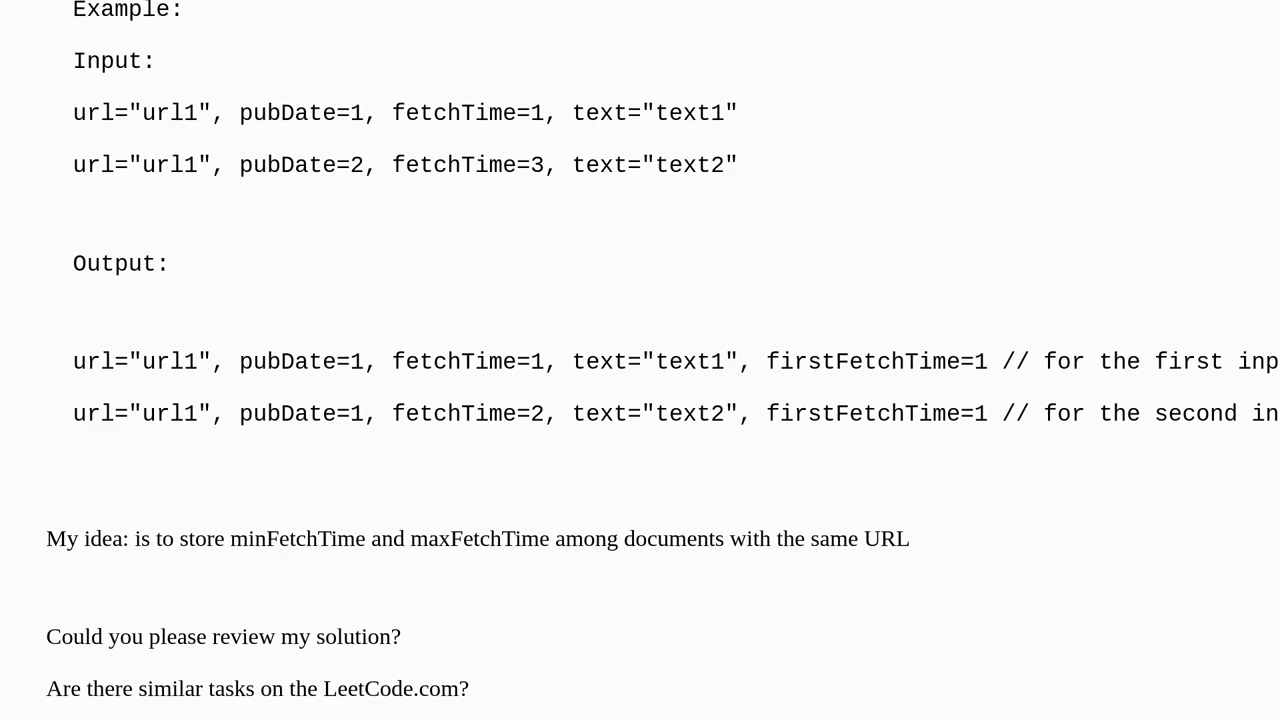 Example:
Input:
url="url1", pubDate=1, fetchTime=1, text="text1"
url="url1", pubDate=2, fetchTime=3, text="text2"
Output:
url="url1", pubDate=1, fetchTime=1, text="text1", firstFetchTime=1 // for the first inp
url="url1", pubDate=1, fetchTime=2, text="text2", firstFetchTime=1 // for the second in
My idea: is to store minFetchTime and maxFetchTime among documents with the same URL
Could you please review my solution?
Are there similar tasks on the LeetCode.com?